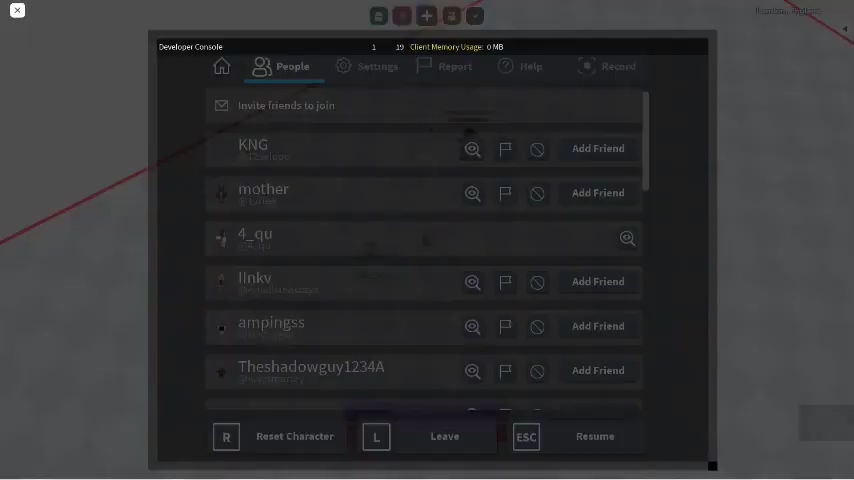 Developer Console
1 19 Client Memory Usage: 0 MB
People Settings Report Help Record
Invite friends to join
KNG
Add Friend
mother
Add Friend
4_qu
Add Friend
ampingss
Add Friend
Theshadowguy1234A
Add Friend
R Reset Character L Leave ESC Resume